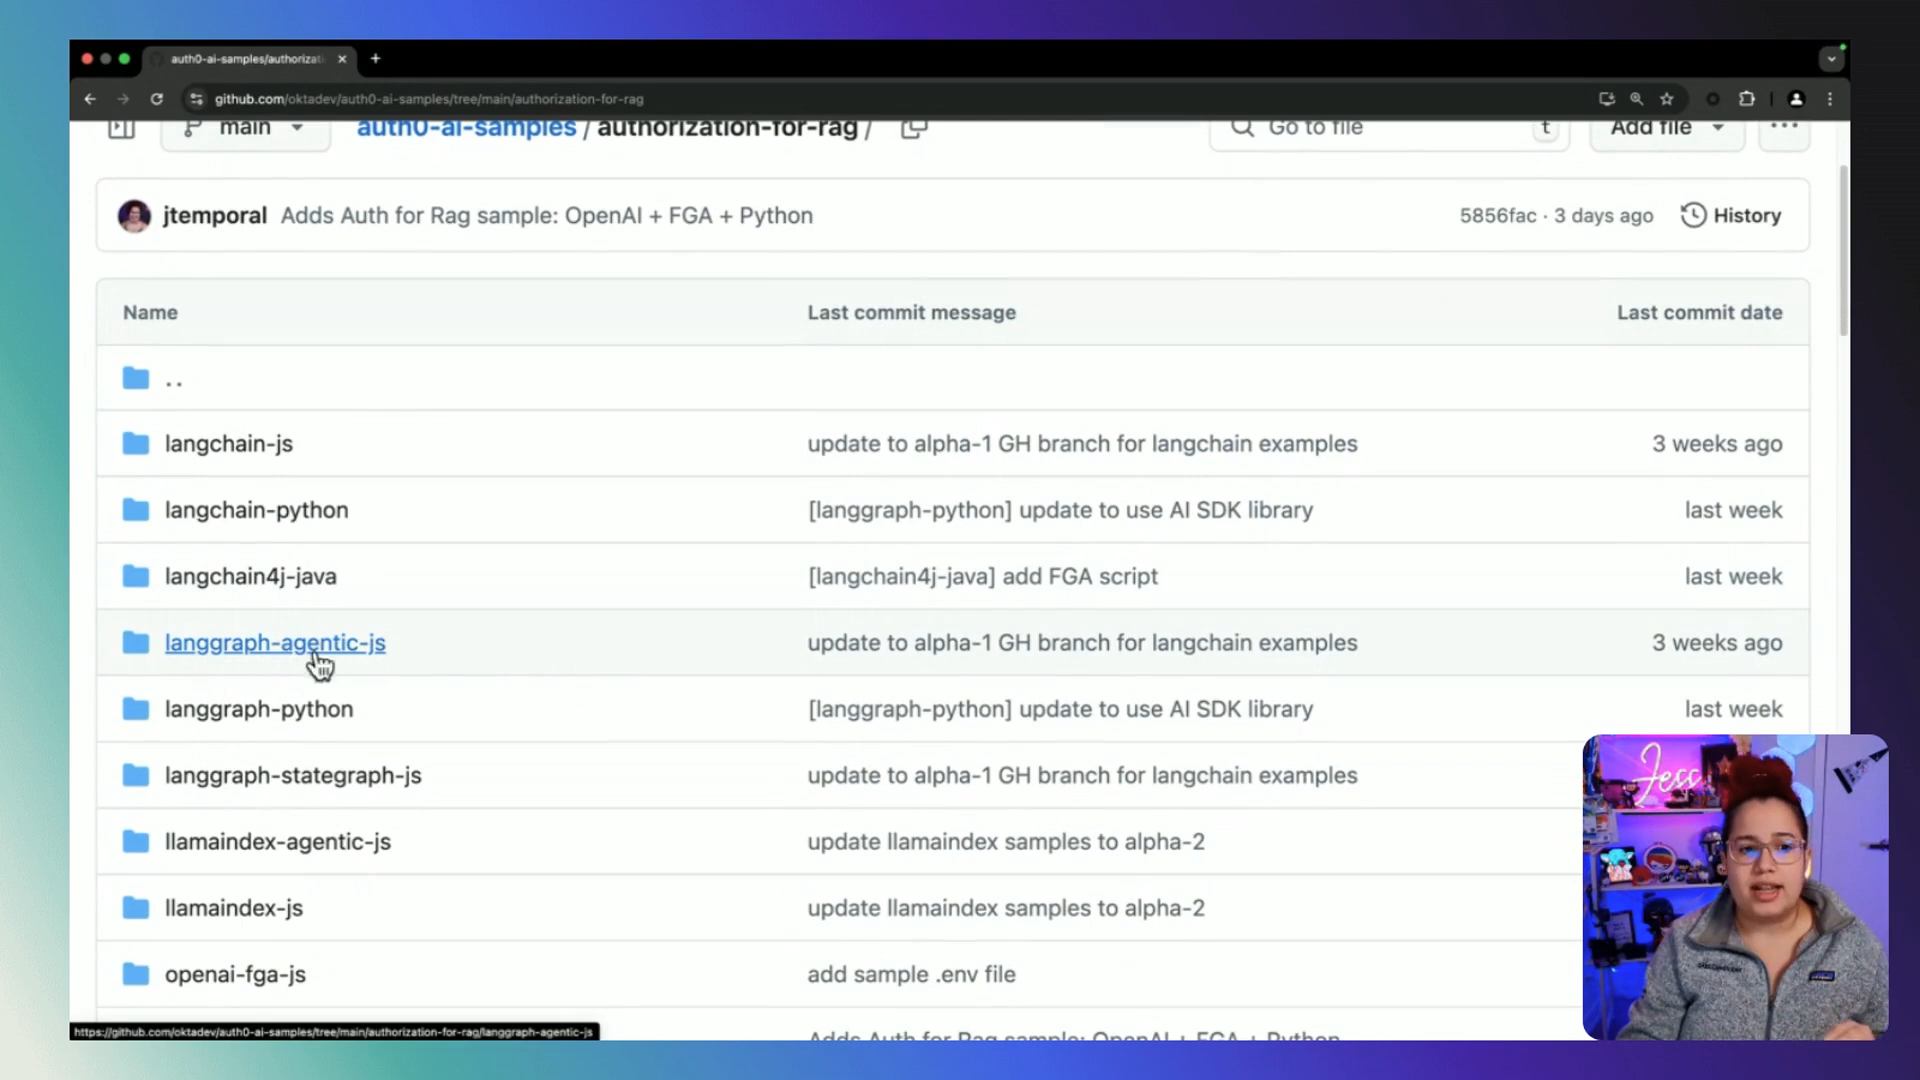 auth0-ai-samples/authorizati
github.com/oktadev/auth0-ai-samples/tree/main/authorization-for-rag
main auth0-ai-samples / authorization-for-rag / Go to file t Add file
jtemporal Adds Auth for Rag sample: OpenAI + FGA + Python 5856fac · 3 days ago History
Name Last commit message Last commit date
..
langchain-js update to alpha-1 GH branch for langchain examples 3 weeks ago
langchain-python [langgraph-python] update to use AI SDK library last week
langchain4j-java [langchain4j-java] add FGA script last week
langgraph-agentic-js update to alpha-1 GH branch for langchain examples 3 weeks ago
langgraph-python [langgraph-python] update to use AI SDK library last week
langgraph-stategraph-js update to alpha-1 GH branch for langchain examples
llamaindex-agentic-js update llamaindex samples to alpha-2
llamaindex-js update llamaindex samples to alpha-2
openai-fga-js add sample .env file
Adds Auth for Rag sample: OpenAI + FGA + Python
https://github.com/oktadev/auth0-ai-samples/tree/main/authorization-for-rag/langgraph-agentic-js
Jess